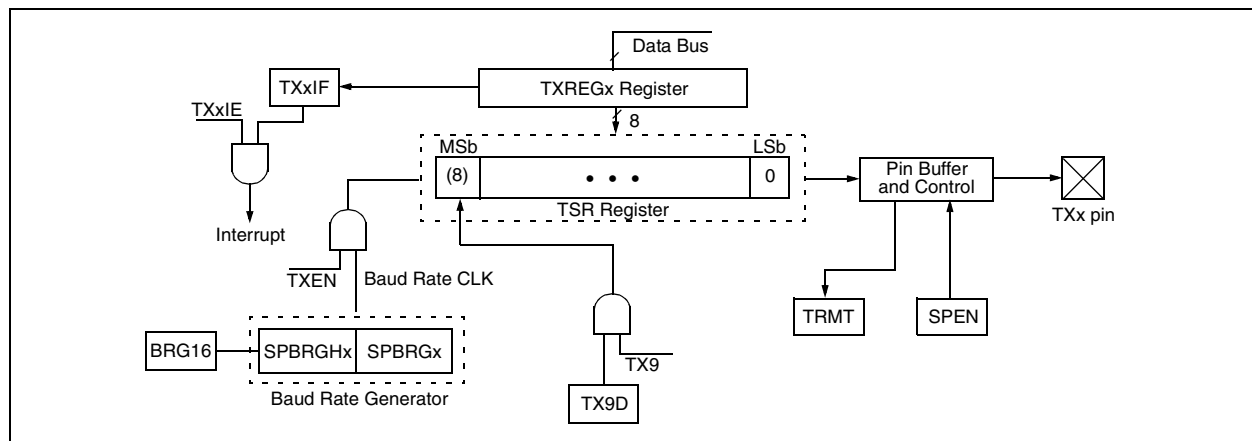 Data Bus
TXxIF
TXREGx Register
TXxIE
8
MSb
LSb
(8)
• • •
0
Pin Buffer
and Control
TSR Register
TXx pin
Interrupt
TXEN
Baud Rate CLK
TRMT
SPEN
BRG16
SPBRGHx
SPBRGx
TX9
Baud Rate Generator
TX9D